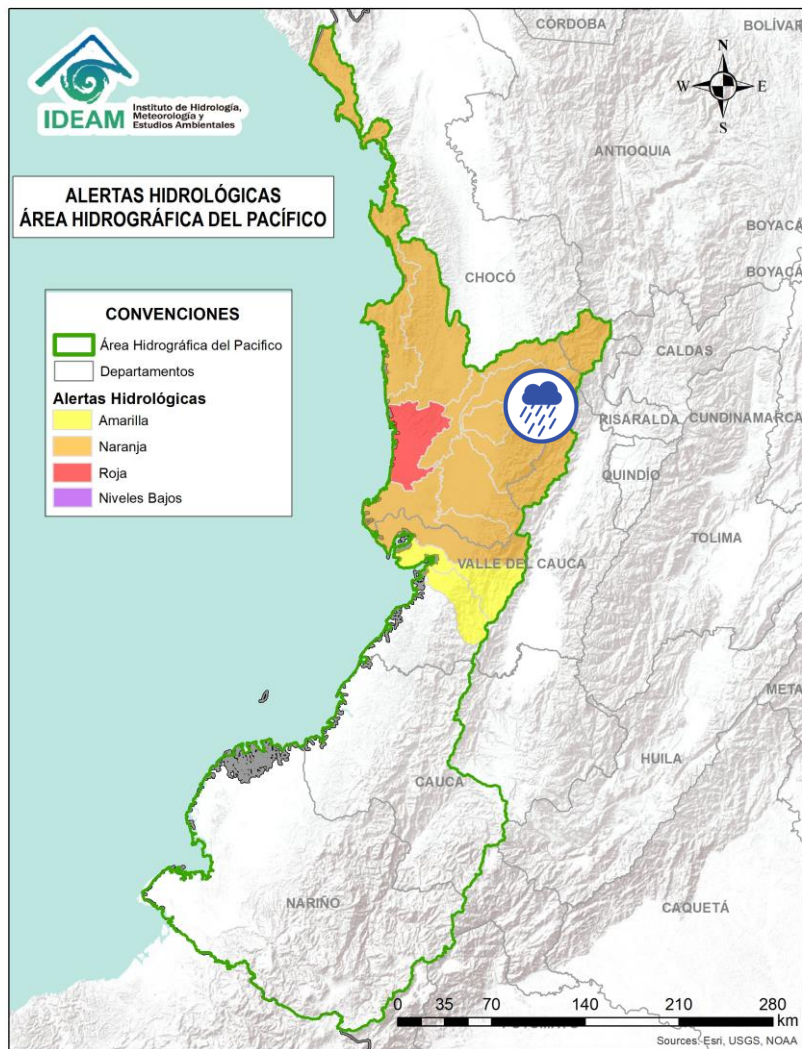 CÓRDOBA
BOLÍVAR
N
W
E
S
IDEAM
Instituto de Hidrología,
Meteorología y
Estudios Ambientales
ANTIOQUIA
ALERTAS HIDROLÓGICAS
ÁREA HIDROGRÁFICA DEL PACÍFICO
BOYACÁ
BOYACÁ
CHOCÓ
CONVENCIONES
Área Hidrográfica del Pacifico
Departamentos
Alertas Hidrológicas
Amarilla
Naranja
Roja
Niveles Bajos
CALDAS
RISARALDA
CUNDINAMARCA
QUINDÍO
TOLIMA
VALLE DEL CAUCA
META
HUILA
CAUCA
NARIÑO
CAQUETÁ
0 35 70 140 210 280
km
Sources: Esri, USGS, NOAA